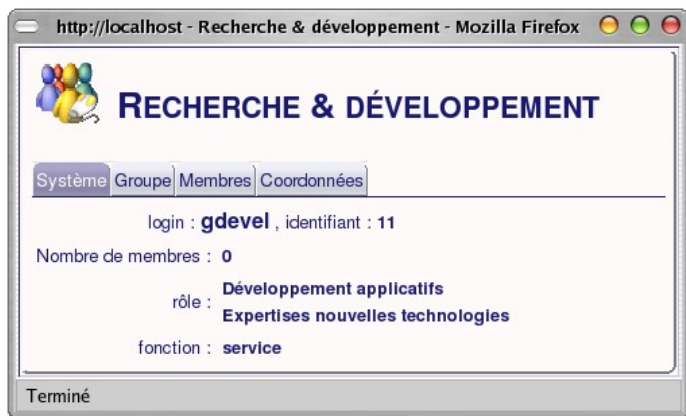 http://localhost - Recherche & développement - Mozilla Firefox
RECHERCHE & DÉVELOPPEMENT
Système Groupe Membres Coordonnées
login : gdevel , identifiant : 11
Nombre de membres : 0
rôle : Développement applicatifs
Expertises nouvelles technologies
fonction : service
Terminé